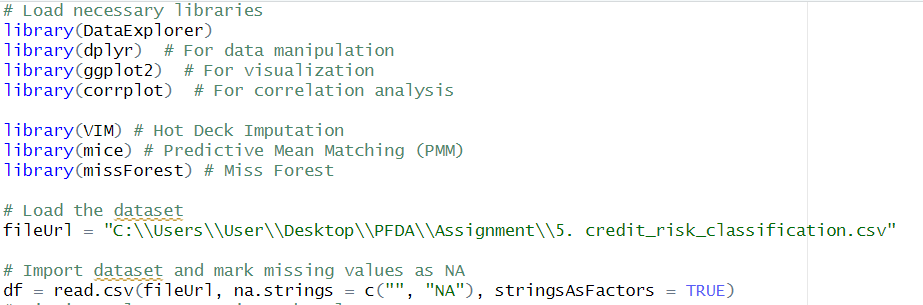 # Load necessary libraries
library(DataExplorer)
library(dplyr)  # For data manipulation
library(ggplot2)  # For visualization
library(corrplot)  # For correlation analysis
library(VIM) # Hot Deck Imputation
library(mice) # Predictive Mean Matching (PMM)
library(missForest) # Miss Forest
# Load the dataset
fileUrl = "C:\\Users\\User\\Desktop\\PFDA\\Assignment\\5. credit_risk_classification.csv"
# Import dataset and mark missing values as NA
df = read.csv(fileUrl, na.strings = c("", "NA"), stringsAsFactors = TRUE)